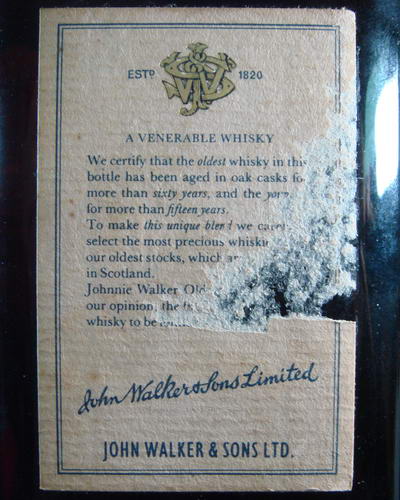 ESTD 1820
A VENERABLE WHISKY
We certify that the oldest whisky in this
bottle has been aged in oak casks
more than sixty years, and the
for more than fifteen years.
To make this unique blend we
select the most precious
our oldest stocks, which
in Scotland.
Johnnie Walker
our opinion, the
whisky to be
John Walker & Sons Limited
JOHN WALKER & SONS LTD.